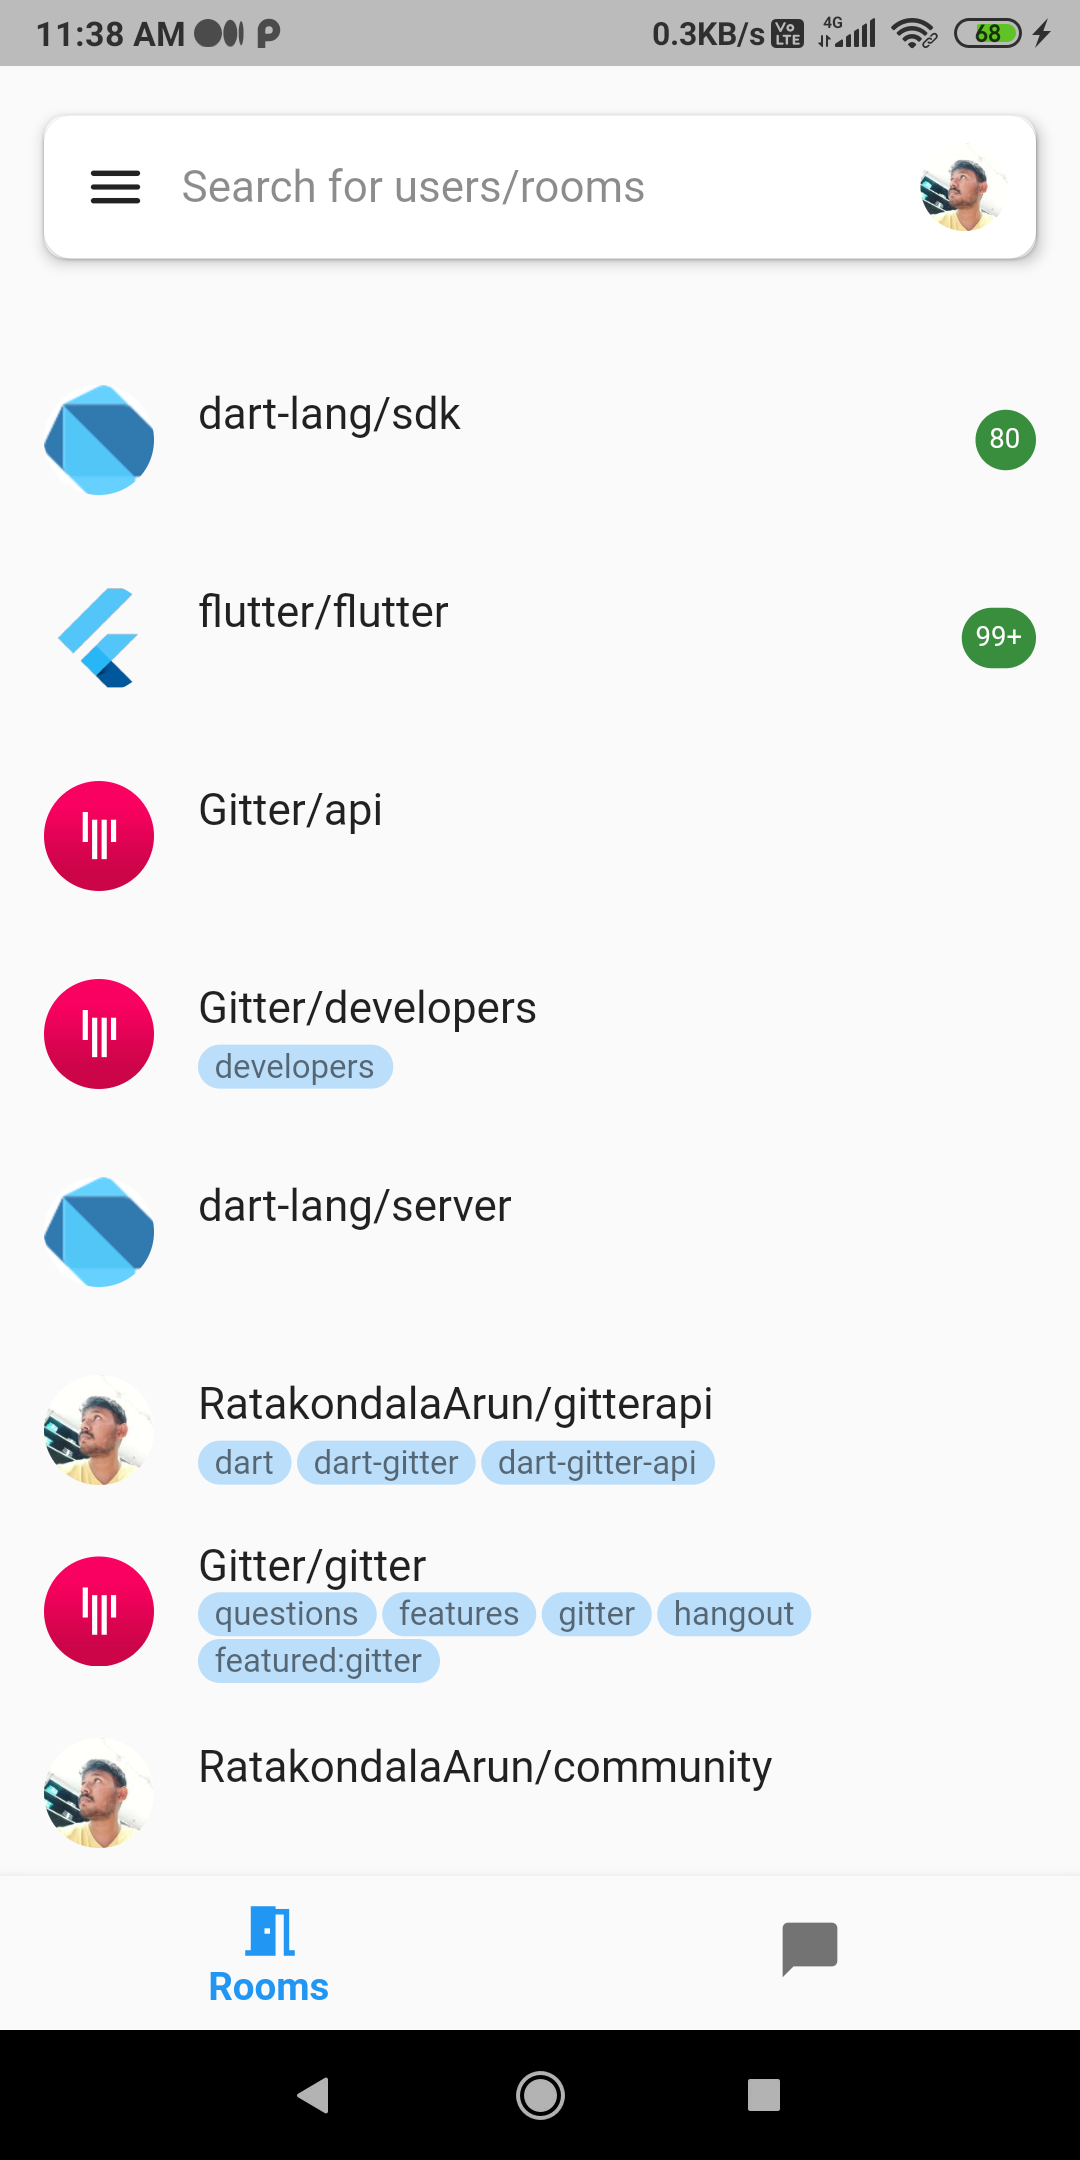 11:38 AM
0.3KB/s Vo LTE 4G 68
Search for users/rooms
dart-lang/sdk
80
flutter/flutter
99+
Gitter/api
Gitter/developers
developers
dart-lang/server
RatakondalaArun/gitterapi
dart dart-gitter dart-gitter-api
Gitter/gitter
questions features gitter hangout
featured:gitter
RatakondalaArun/community
Rooms